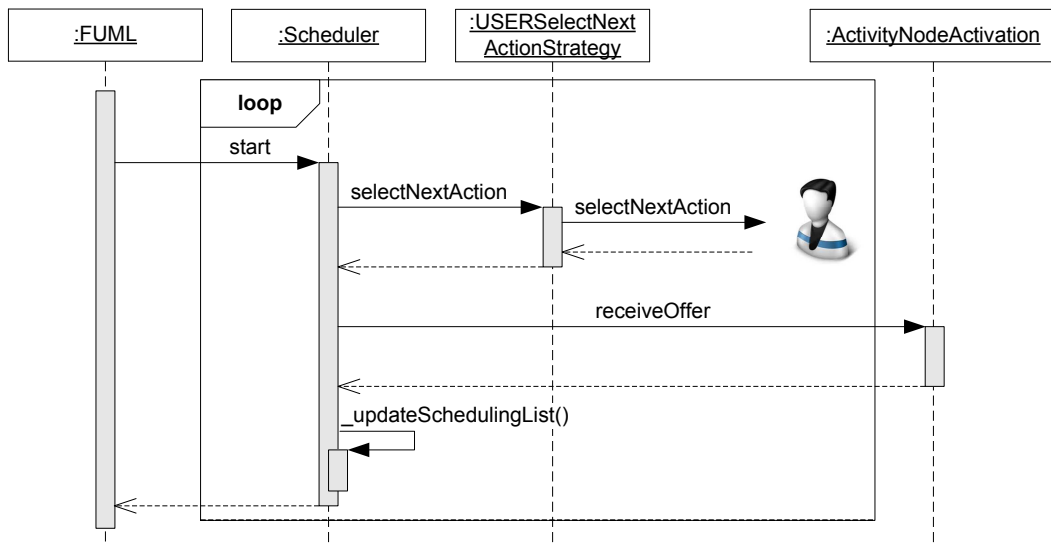 :FUML
:Scheduler
:USERSelectNext
ActionStrategy
:ActivityNodeActivation
loop
start
selectNextAction
selectNextAction
receiveOffer
_updateSchedulingList()